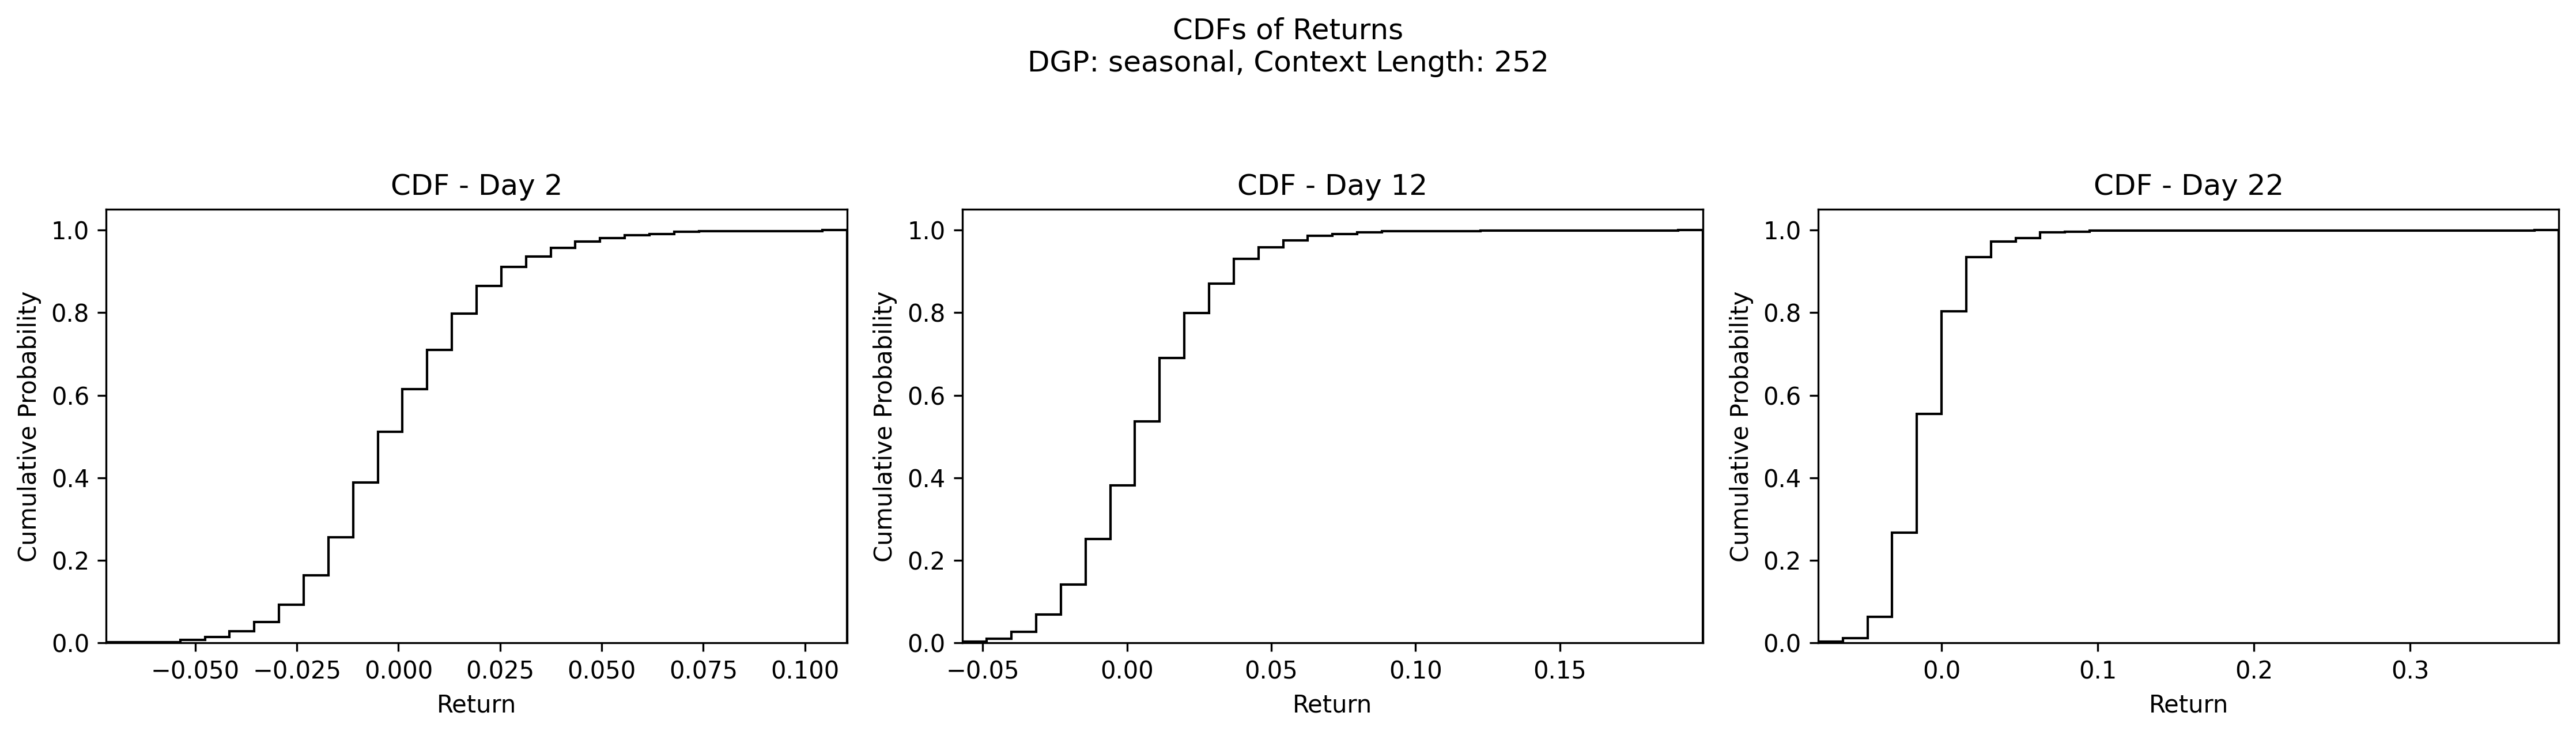 CDFs of Returns
DGP: seasonal, Context Length: 252
CDF - Day 2
Cumulative Probability
1.0
0.8
0.6
0.4
0.2
0.0
−0.050 −0.025 0.000 0.025 0.050 0.075 0.100
Return
CDF - Day 12
Cumulative Probability
1.0
0.8
0.6
0.4
0.2
0.0
−0.05 0.00 0.05 0.10 0.15
Return
CDF - Day 22
Cumulative Probability
1.0
0.8
0.6
0.4
0.2
0.0
0.0 0.1 0.2 0.3
Return